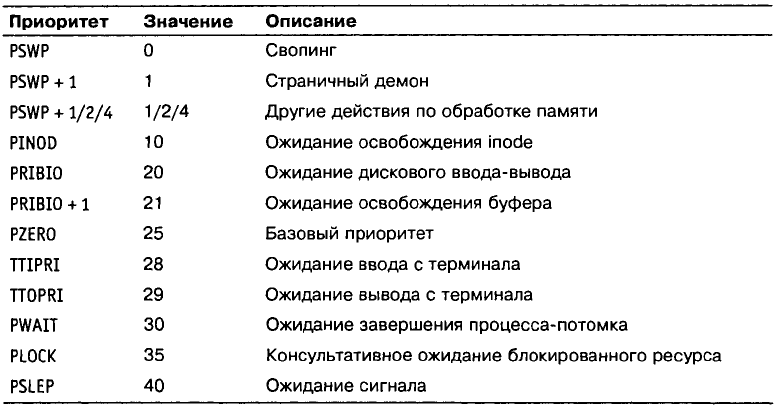 Приоритет Значение Описание
PSWP 0 Свопинг
PSWP + 1 1 Страничный демон
PSWP + 1/2/4 1/2/4 Другие действия по обработке памяти
PINOD 10 Ожидание освобождения inode
PRIBIO 20 Ожидание дискового ввода-вывода
PRIBIO + 1 21 Ожидание освобождения буфера
PZERO 25 Базовый приоритет
TTIPRI 28 Ожидание ввода с терминала
TTOPRI 29 Ожидание вывода с терминала
PWAIT 30 Ожидание завершения процесса-потомка
PLOCK 35 Консультативное ожидание блокированного ресурса
PSLEP 40 Ожидание сигнала